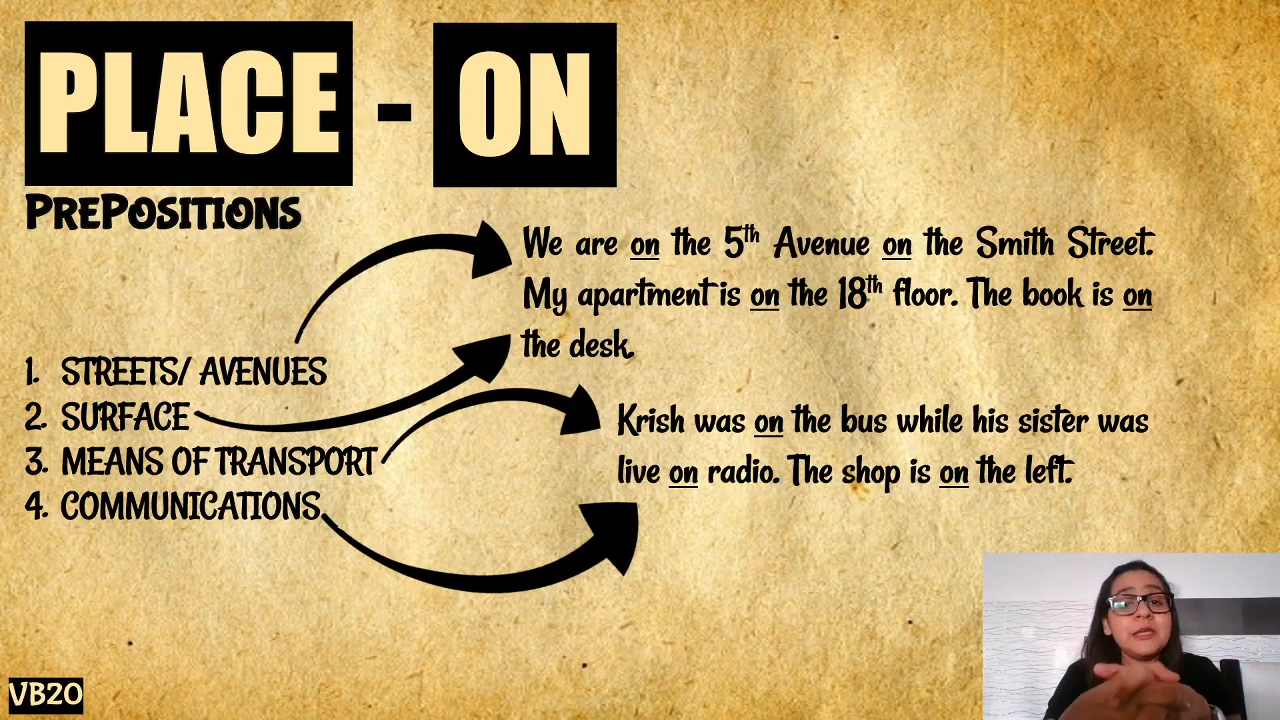 PLACE - ON
PREPOSITIONS
We are on the 5th Avenue on the Smith Street.
My apartment is on the 18th floor. The book is on
the desk.
1. STREETS/ AVENUES
2. SURFACE
3. MEANS OF TRANSPORT
4. COMMUNICATIONS
Krish was on the bus while his sister was
live on radio. The shop is on the left.
VB20